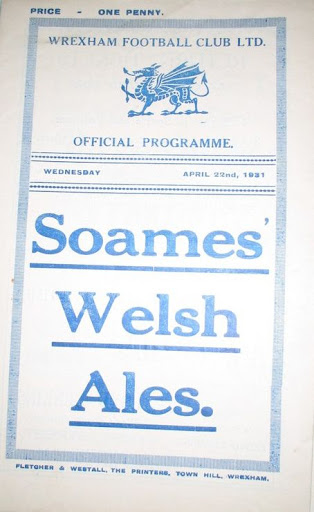 PRICE - ONE PENNY.
WREXHAM FOOTBALL CLUB LTD.
OFFICIAL PROGRAMME.
WEDNESDAY APRIL 22nd, 1931
Soames'
Welsh
Ales.
FLETCHER & WESTALL, THE PRINTERS, TOWN HILL, WREXHAM.